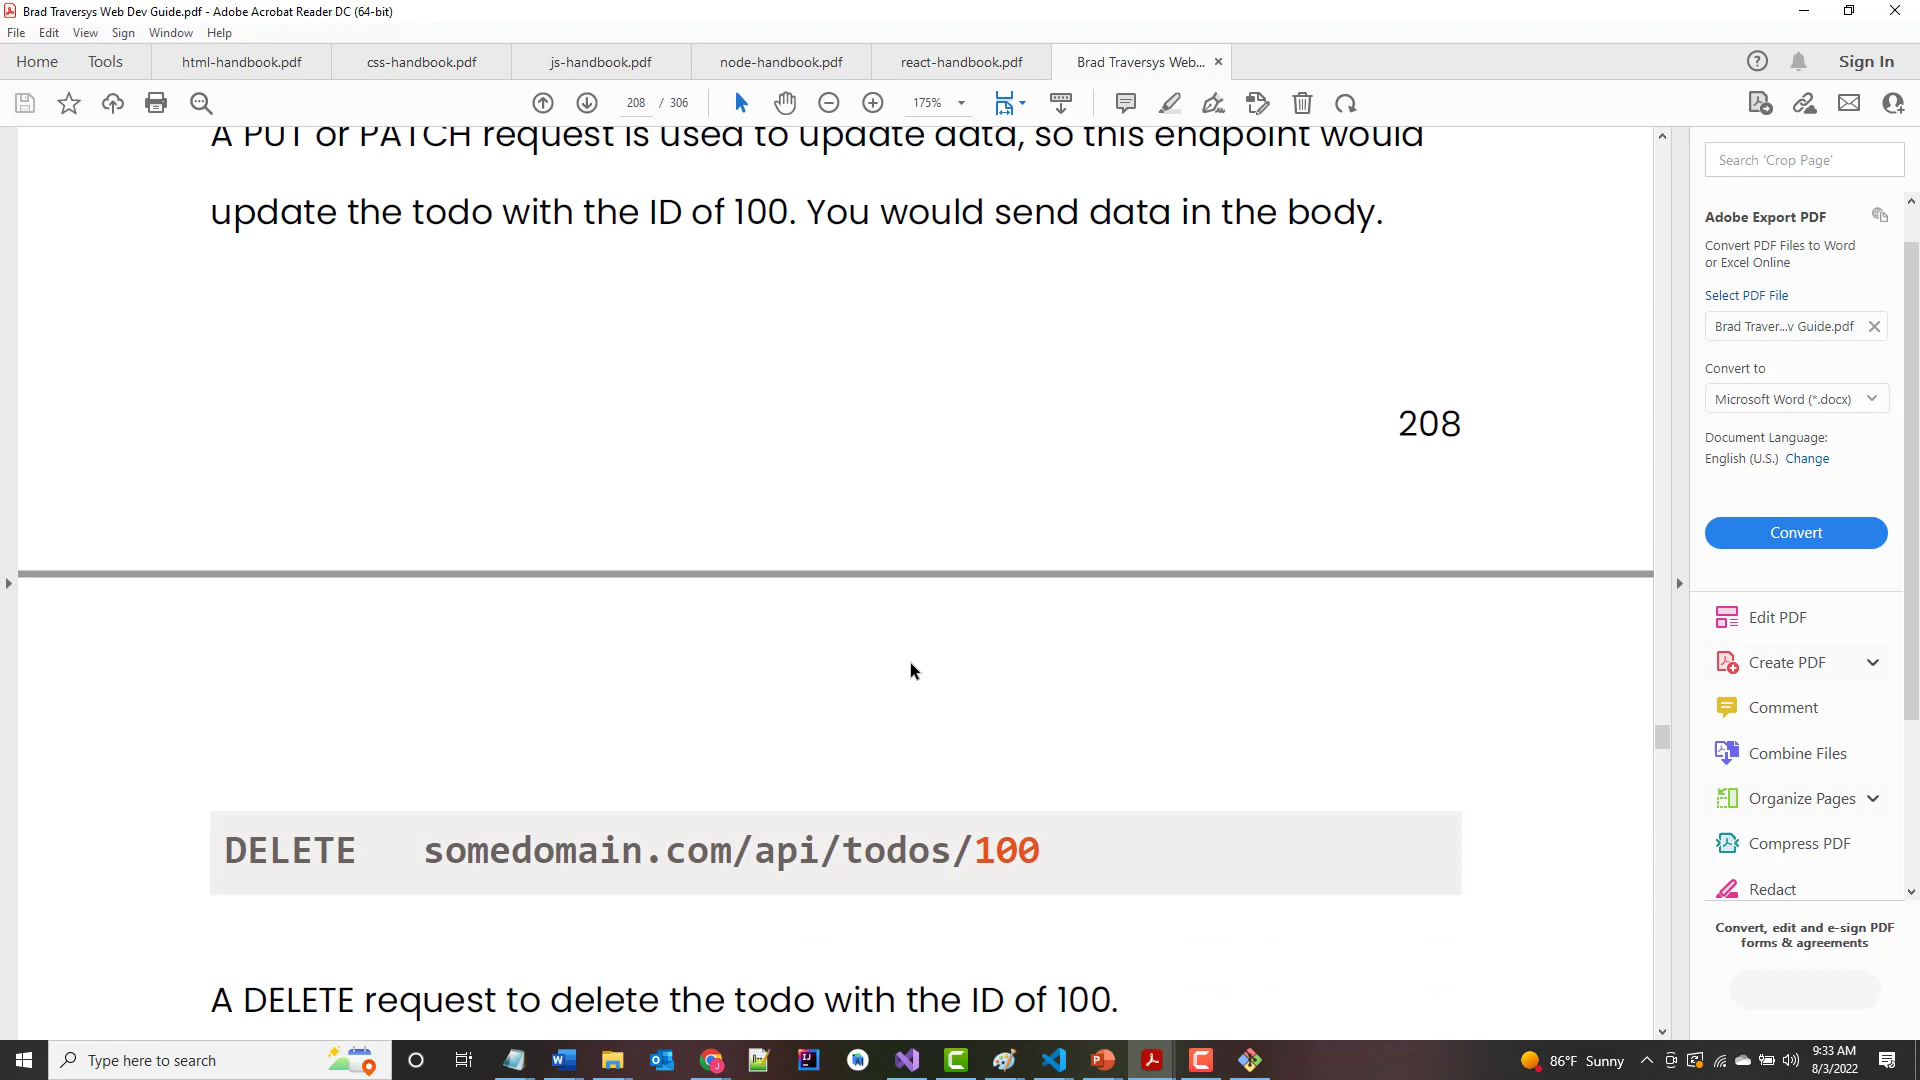 Brad Traversys Web Dev Guide.pdf - Adobe Acrobat Reader DC (64-bit)
File Edit View Sign Window Help
Home Tools html-handbook.pdf css-handbook.pdf js-handbook.pdf node-handbook.pdf react-handbook.pdf Brad Traversys Web... × Sign In
208 / 306 175%
A PUT or PATCH request is used to update data, so this endpoint would
update the todo with the ID of 100. You would send data in the body.
208
DELETE somedomain.com/api/todos/100
A DELETE request to delete the todo with the ID of 100.
Search 'Crop Page'
Adobe Export PDF
Convert PDF Files to Word
or Excel Online
Select PDF File
Brad Traver...v Guide.pdf
Convert to
Microsoft Word (*.docx)
Document Language:
English (U.S.) Change
Convert
Edit PDF
Create PDF
Comment
Combine Files
Organize Pages
Compress PDF
Redact
Convert, edit and e-sign PDF
forms & agreements
Type here to search
86°F Sunny
9:33 AM
8/3/2022